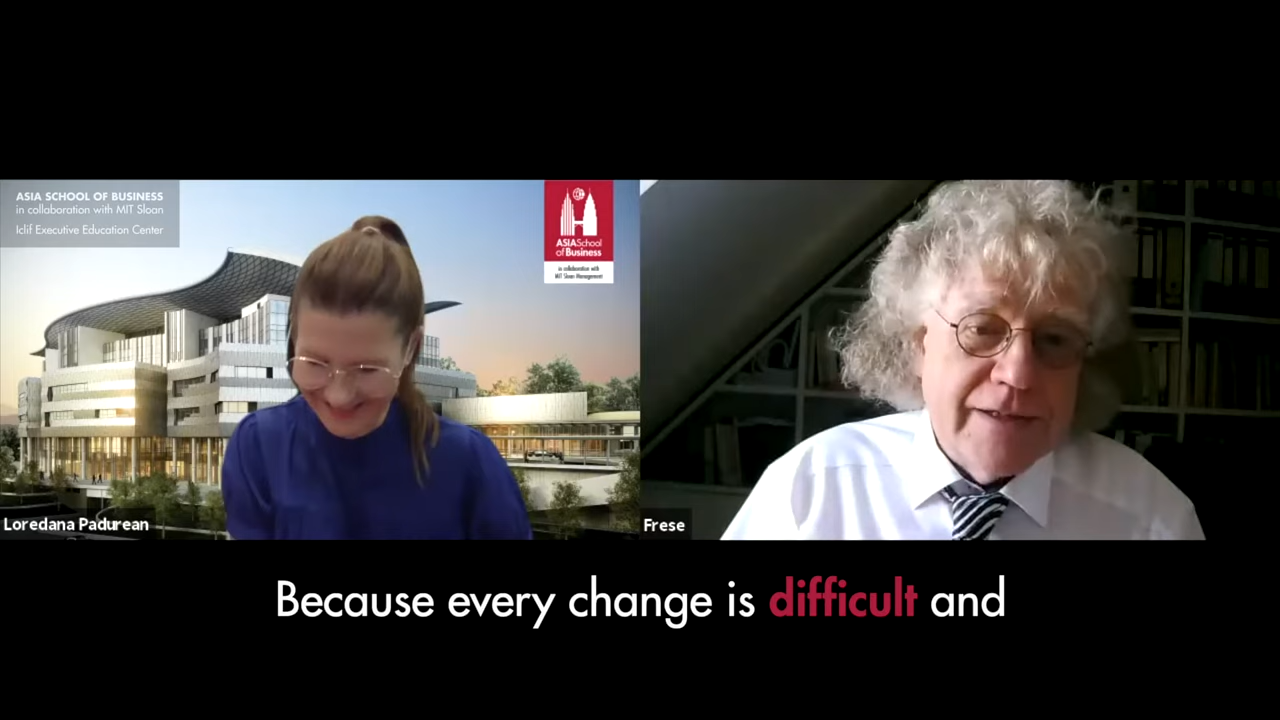 ASIA SCHOOL OF BUSINESS
in collaboration with MIT Sloan
Iclif Executive Education Center
ASIASchool
of Business
in collaboration with
MIT Sloan Management
Loredana Padurean
Frese
Because every change is difficult and